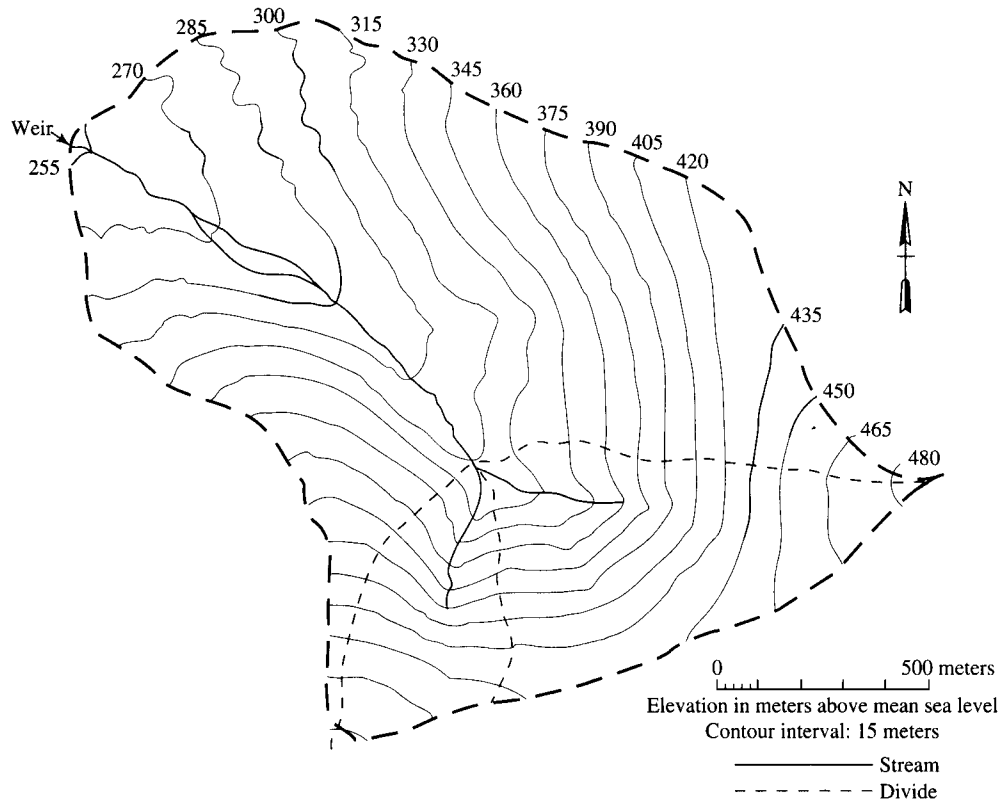 300
315
285
330
270
345
360
375
390
405
420
Weir
255
N
435
450
465
480
0 500 meters
Elevation in meters above mean sea level
Contour interval: 15 meters
Stream
Divide